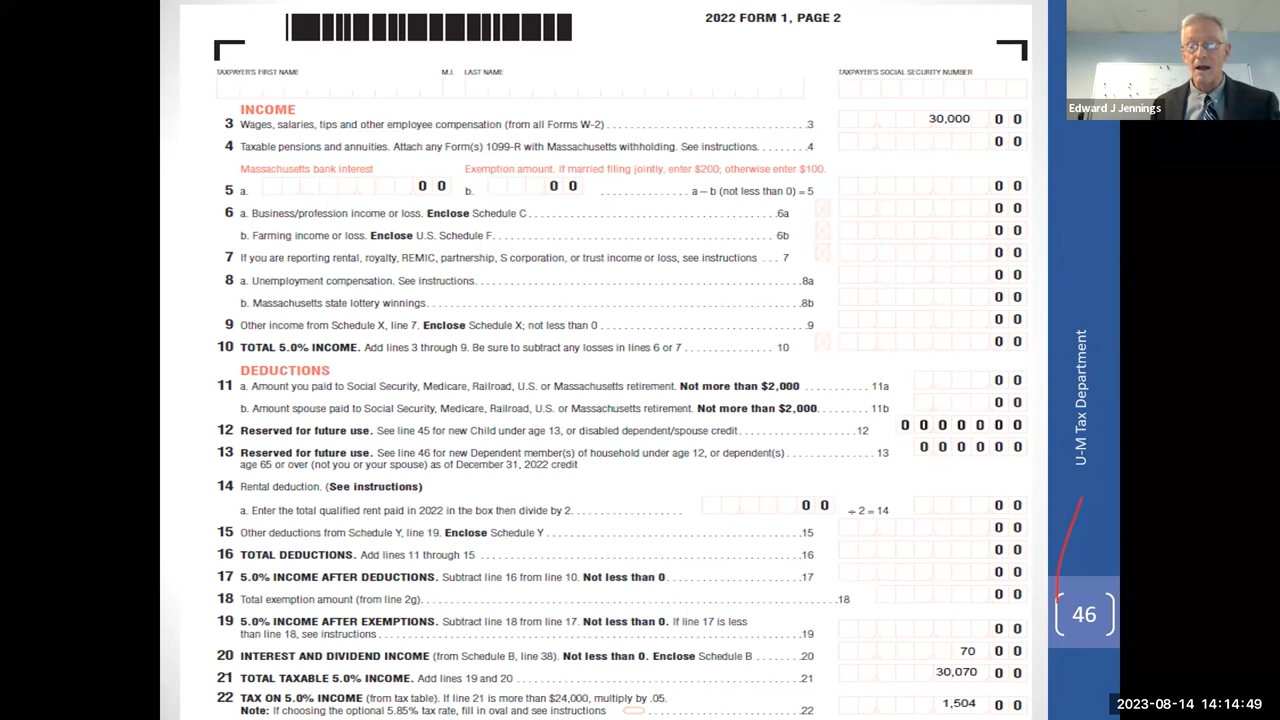 2022 FORM 1, PAGE 2
TAXPAYER'S FIRST NAME M.I. LAST NAME TAXPAYER'S SOCIAL SECURITY NUMBER
INCOME
3 Wages, salaries, tips and other employee compensation (from all Forms W-2) 3 30,000 0 0
4 Taxable pensions and annuities. Attach any Form(s) 1099-R with Massachusetts withholding. See instructions. 4 0 0
Massachusetts bank interest Exemption amount. If married filing jointly, enter $200; otherwise enter $100.
5 a. 0 0 b. 0 0 a – b (not less than 0) = 5 0 0
6 a. Business/profession income or loss. Enclose Schedule C 6a 0 0
b. Farming income or loss. Enclose U.S. Schedule F 6b 0 0
7 If you are reporting rental, royalty, REMIC, partnership, S corporation, or trust income or loss, see instructions 7 0 0
8 a. Unemployment compensation. See instructions 8a 0 0
b. Massachusetts state lottery winnings 8b 0 0
9 Other income from Schedule X, line 7. Enclose Schedule X; not less than 0 9 0 0
10 TOTAL 5.0% INCOME. Add lines 3 through 9. Be sure to subtract any losses in lines 6 or 7 10 0 0
DEDUCTIONS
11 a. Amount you paid to Social Security, Medicare, Railroad, U.S. or Massachusetts retirement. Not more than $2,000 11a 0 0
b. Amount spouse paid to Social Security, Medicare, Railroad, U.S. or Massachusetts retirement. Not more than $2,000 11b 0 0
12 Reserved for future use. See line 45 for new Child under age 13, or disabled dependent/spouse credit 12 0 0 0 0 0 0 0
13 Reserved for future use. See line 46 for new Dependent member(s) of household under age 12, or dependent(s) 13 0 0 0 0 0 0
age 65 or over (not you or your spouse) as of December 31, 2022 credit
14 Rental deduction. (See instructions)
a. Enter the total qualified rent paid in 2022 in the box then divide by 2. 0 0 ÷ 2 = 14 0 0
15 Other deductions from Schedule Y, line 19. Enclose Schedule Y 15 0 0
16 TOTAL DEDUCTIONS. Add lines 11 through 15 16 0 0
17 5.0% INCOME AFTER DEDUCTIONS. Subtract line 16 from line 10. Not less than 0 17 0 0
18 Total exemption amount (from line 2g) 18 0 0
19 5.0% INCOME AFTER EXEMPTIONS. Subtract line 18 from line 17. Not less than 0. If line 17 is less
than line 18, see instructions 19 0 0
20 INTEREST AND DIVIDEND INCOME (from Schedule B, line 38). Not less than 0. Enclose Schedule B 20 70 0 0
21 TOTAL TAXABLE 5.0% INCOME. Add lines 19 and 20 21 30,070 0 0
22 TAX ON 5.0% INCOME (from tax table). If line 21 is more than $24,000, multiply by .05.
Note: If choosing the optional 5.85% tax rate, fill in oval and see instructions 22 1,504 0 0
Edward J Jennings
U-M Tax Department
46
2023-08-14 14:14:49